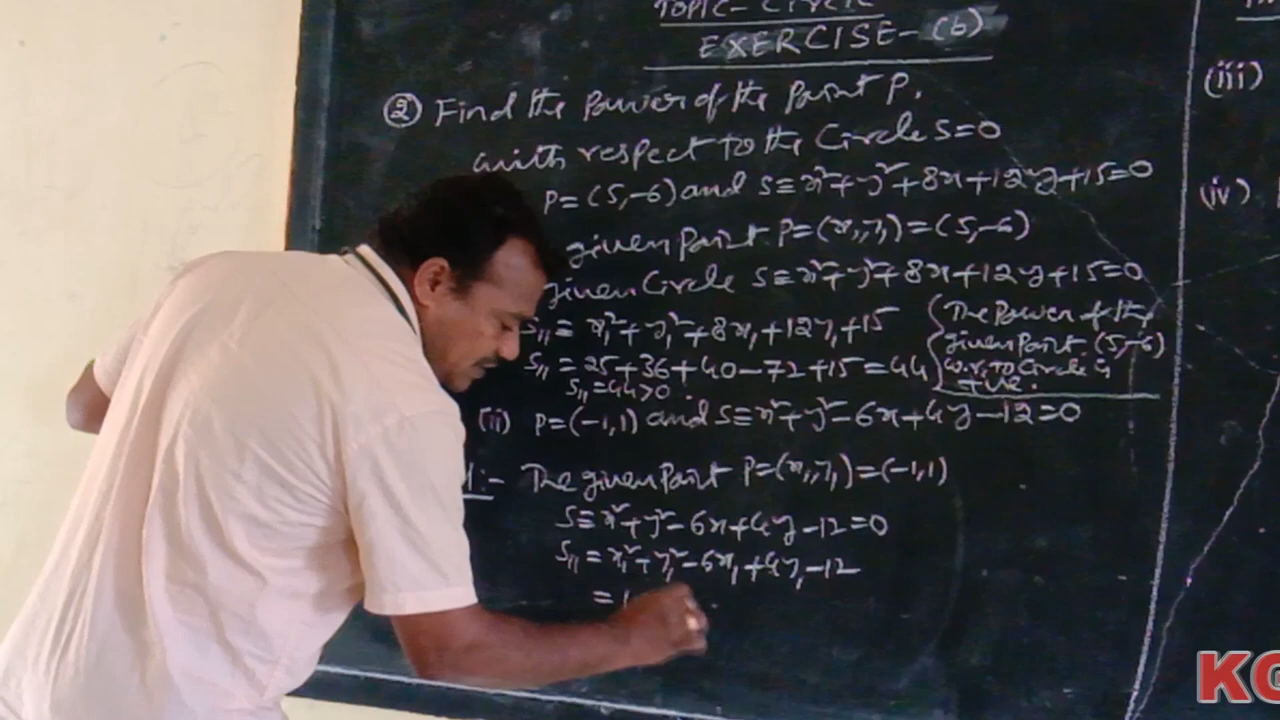 TOPIC- CIRCLE
EXERCISE-(b)
② Find the Power of the Point P.
with respect to the Circle S=0
P=(5,-6) and S≡x²+y²+8x+12y+15=0
given Point P=(x₁,y₁)=(5,-6)
given Circle S≡x²+y²+8x+12y+15=0
S₁₁=x₁²+y₁²+8x₁+12y₁+15
S₁₁=25+36+40-72+15=44
S₁₁=44>0.
The Power of the
given Point (5,-6)
w.r.to Circle is
+ve.
(ii) P=(-1,1) and S≡x²+y²-6x+4y-12=0
:- The given Point P=(x₁,y₁)=(-1,1)
S≡x²+y²-6x+4y-12=0
S₁₁=x₁²+y₁²-6x₁+4y₁-12
=1
(iii)
(iv)
KG